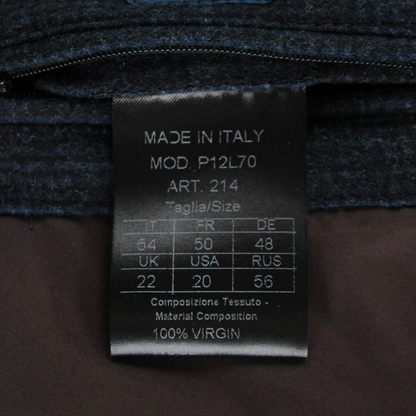 MADE IN ITALY
MOD. P12L70
ART. 214
Taglia/Size
IT FR DE
54 50 48
UK USA RUS
22 20 56
Composizione Tessuto -
Material Composition
100% VIRGIN